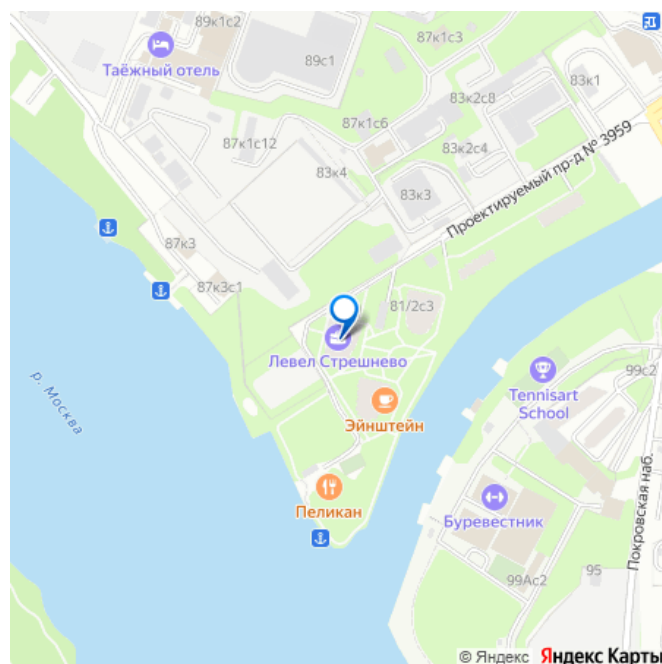 89к1с2
87к1с3
Таёжный отель
89с1
83к1
83к2с8
87к1с6
87к1с12
83к2с4
83к4
Проектируемый пр-д № 3959
83к3
87к3
87к3с1
81/2с3
Левел Стрешнево
р. Москва
99с2
Tennisart
School
Эйнштейн
Пеликан
Буревестник
Покровская наб.
95
99Ас2
© Яндекс Яндекс Карты